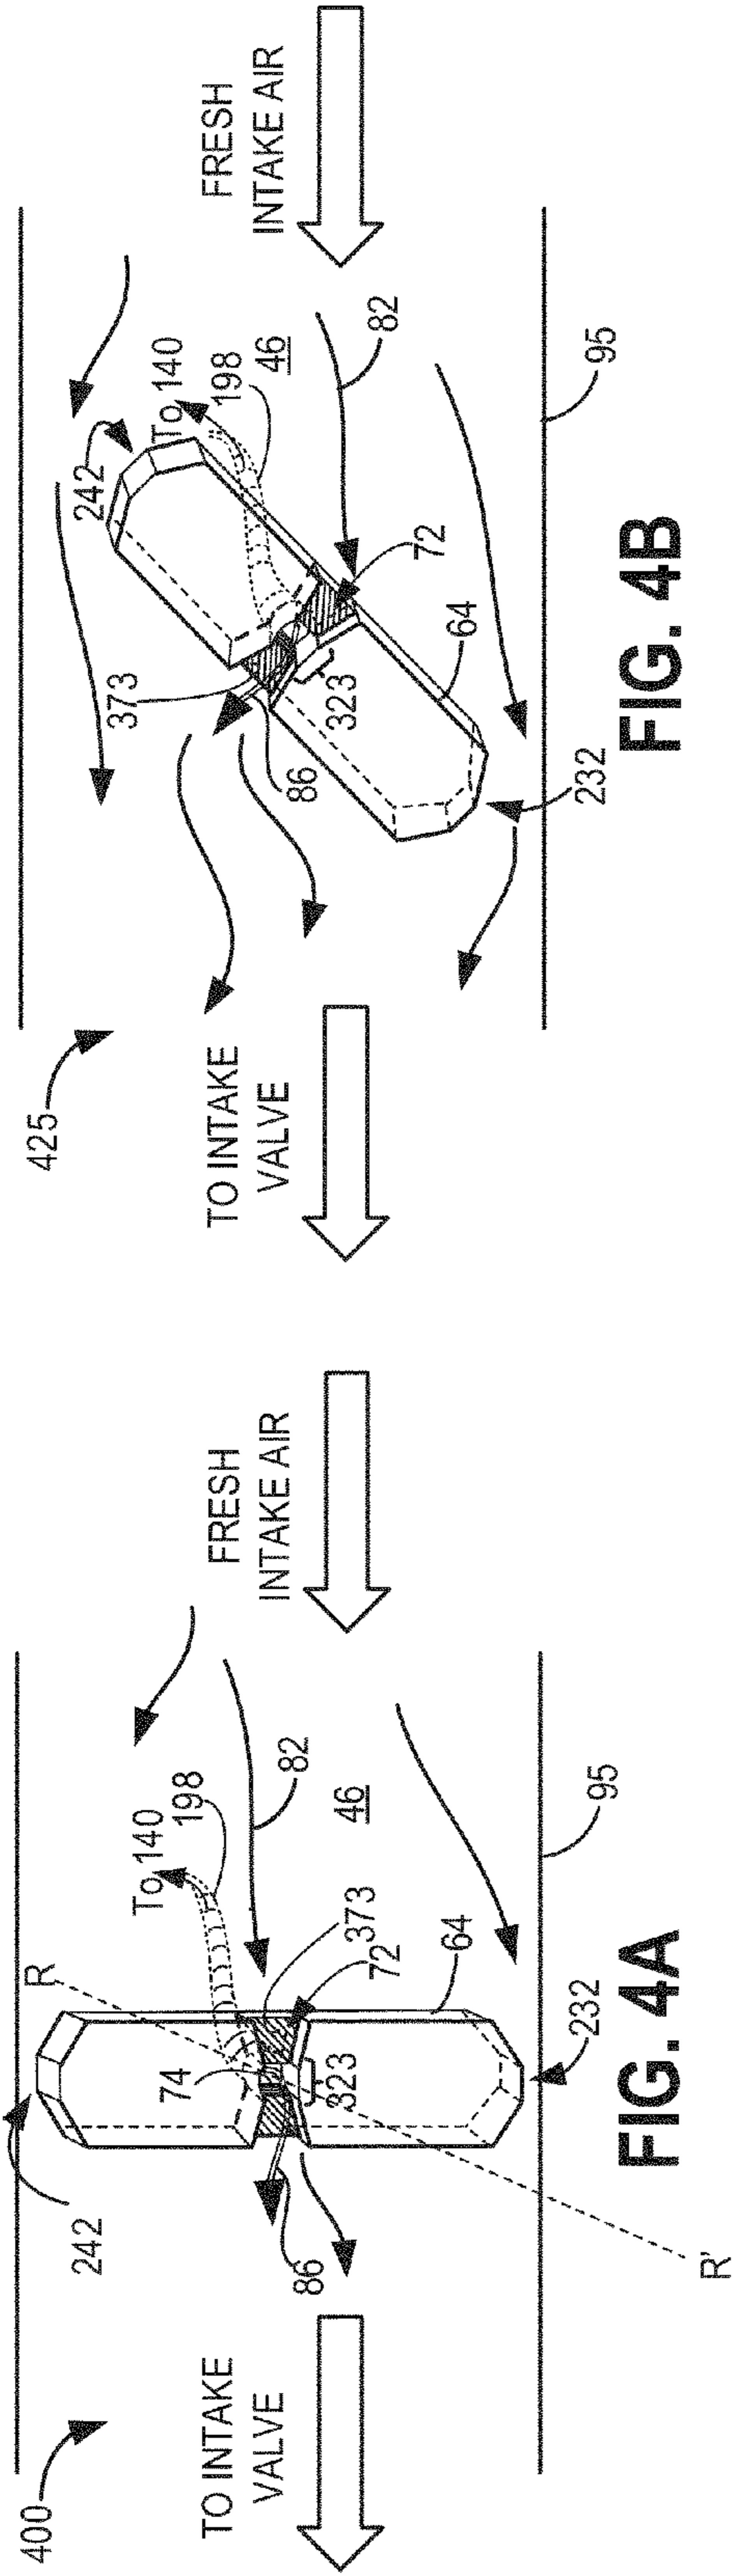 400
TO INTAKE
VALVE
242
R
To 140
198
FRESH
INTAKE AIR
74
82
373
46
72
323
64
86
95
232
R'
FIG. 4A
425
TO INTAKE
VALVE
242
To 140
198
46
FRESH
INTAKE AIR
373
82
72
86
323
64
95
232
FIG. 4B